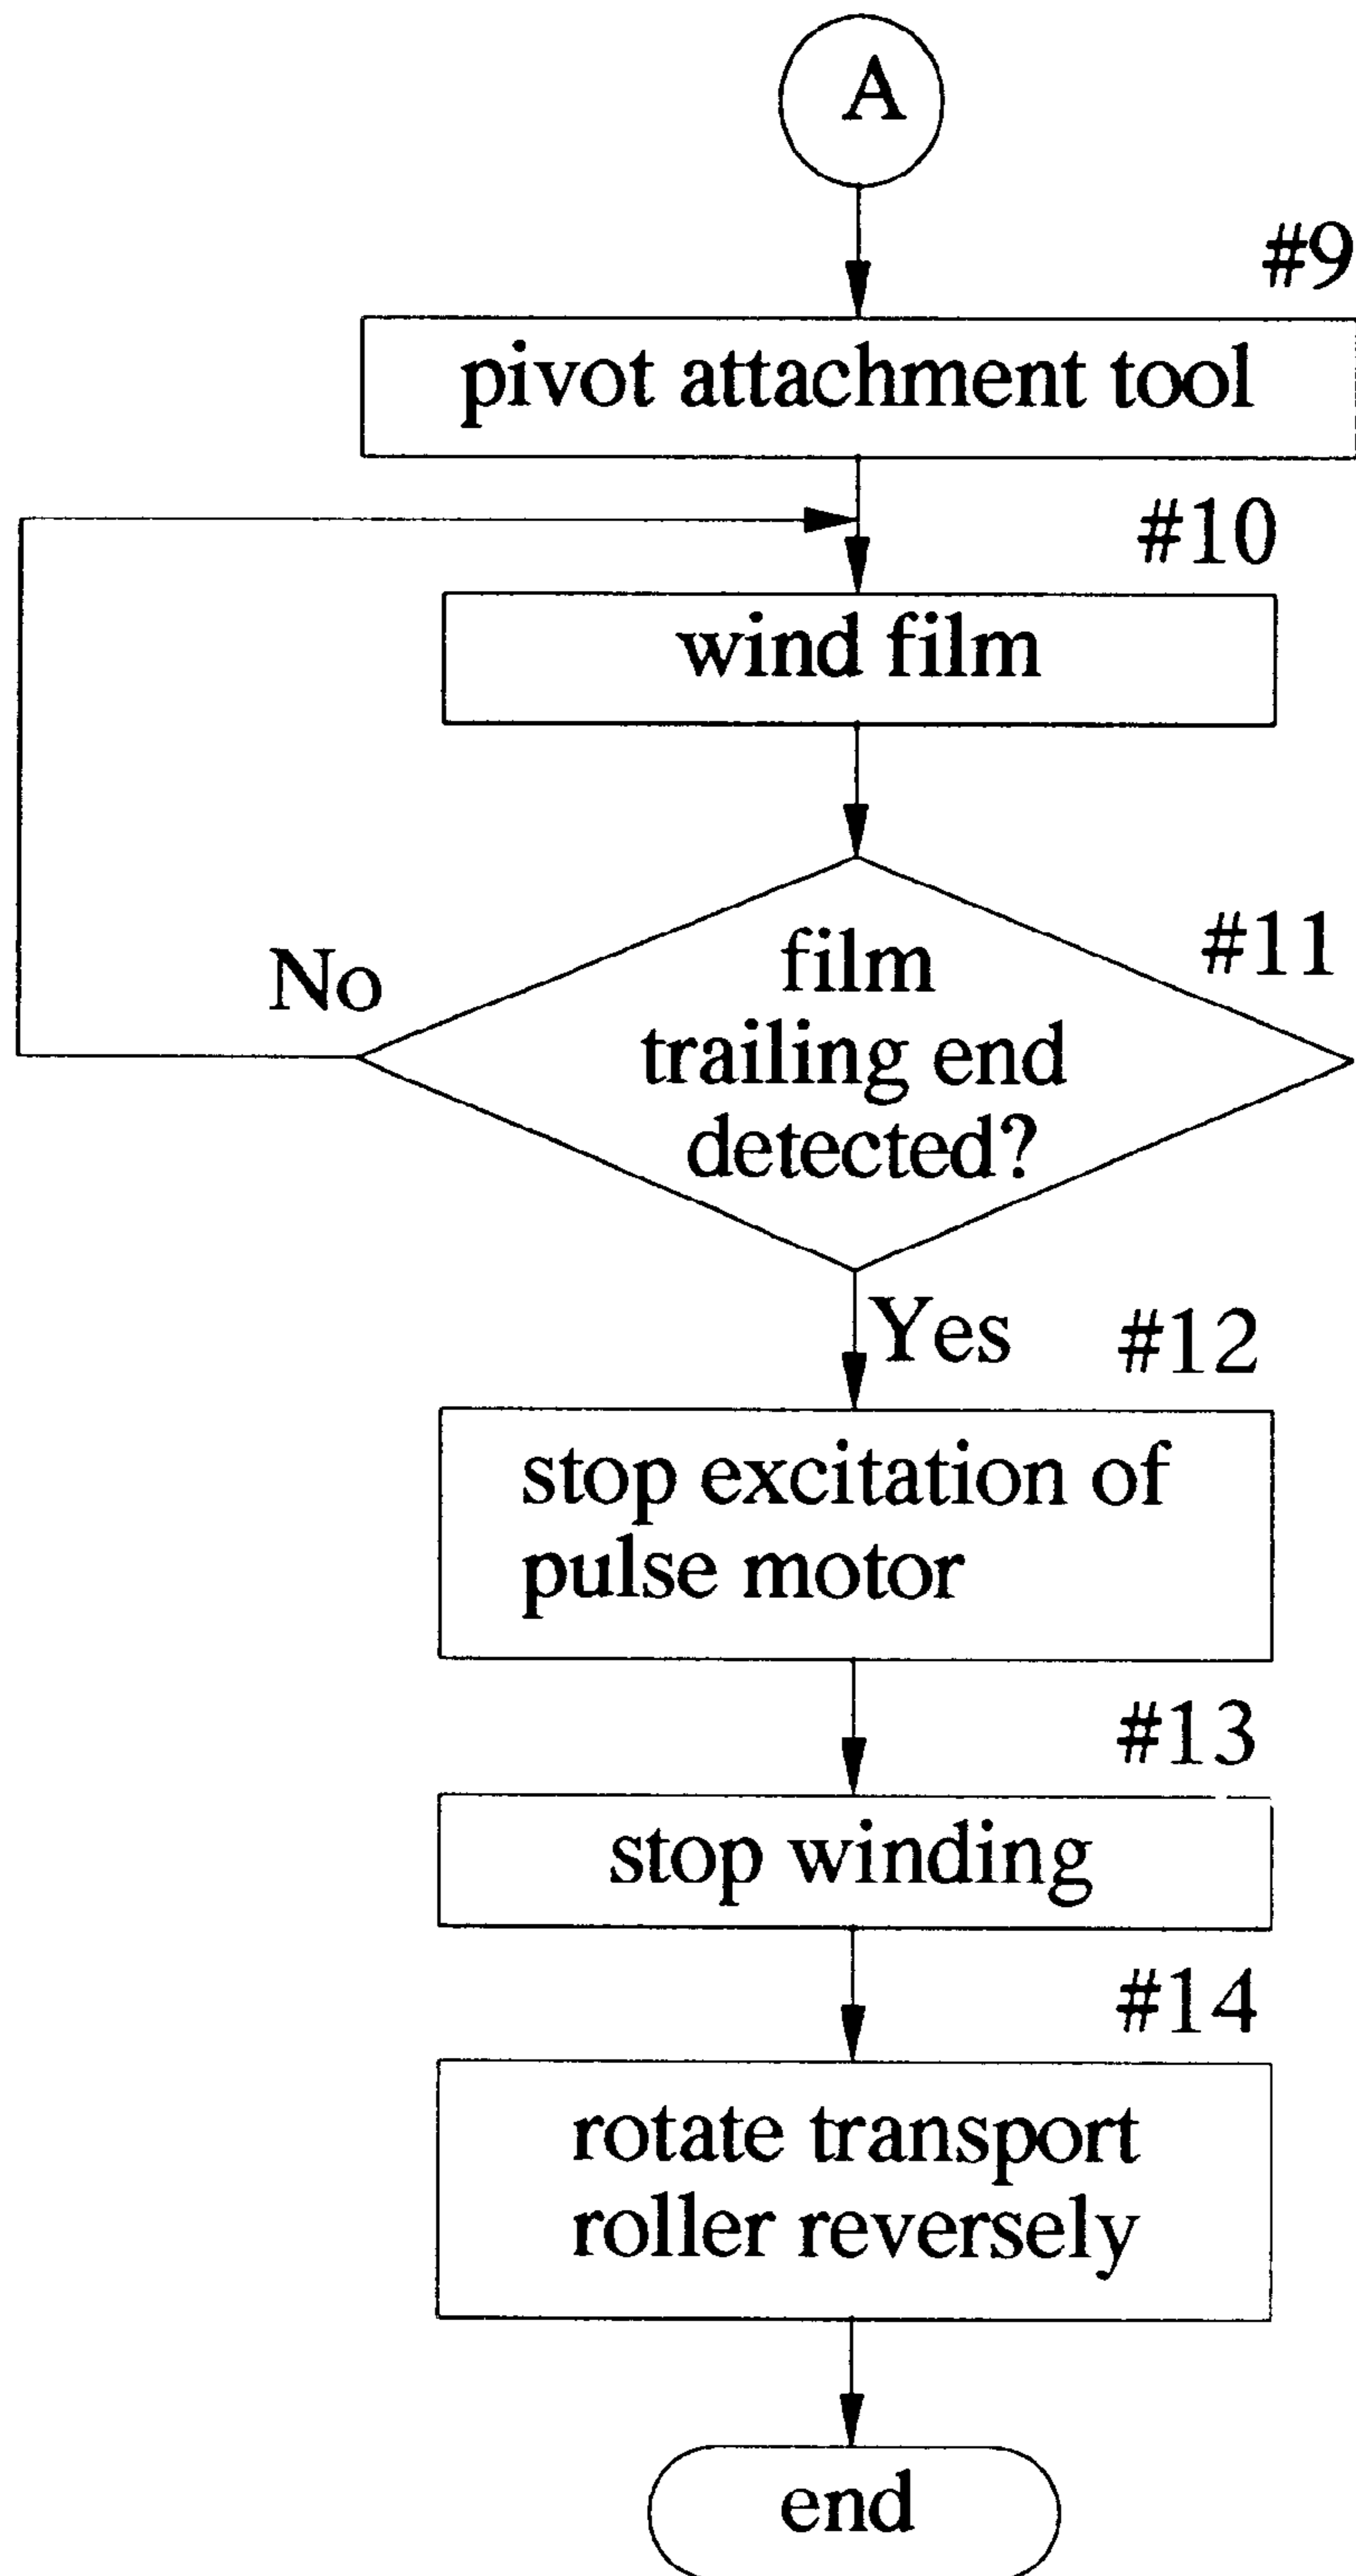 A
#9
pivot attachment tool
#10
wind film
No
#11
film
trailing end
detected?
Yes
#12
stop excitation of
pulse motor
#13
stop winding
#14
rotate transport
roller reversely
end